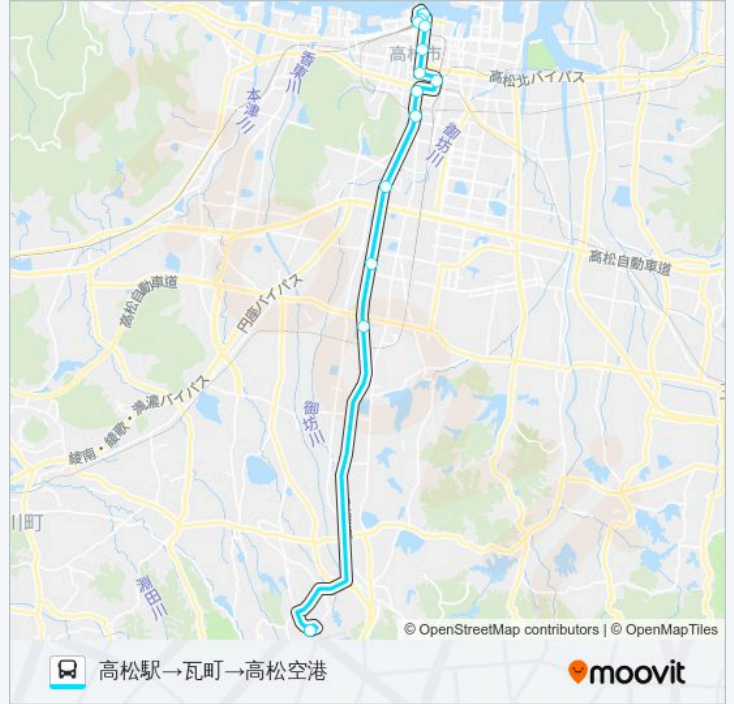 高松市
高松北バイパス
香東川
本津川
御坊川
高松自動車道
高松自動車道
円座バイパス
御坊川
綾南・綾歌・満濃バイパス
川町
© OpenStreetMap contributors | © OpenMapTiles
高松駅→瓦町→高松空港
moovit